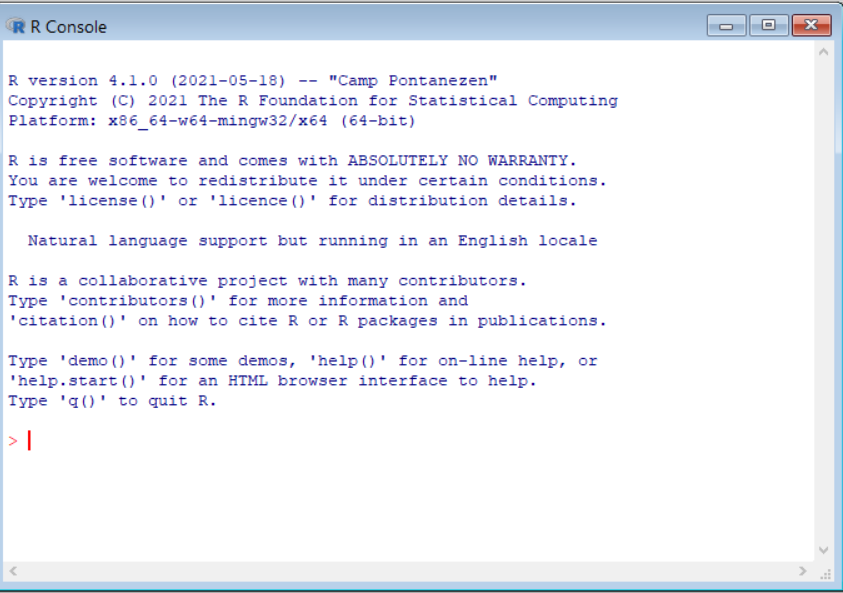 R Console
R version 4.1.0 (2021-05-18) -- "Camp Pontanezen"
Copyright (C) 2021 The R Foundation for Statistical Computing
Platform: x86_64-w64-mingw32/x64 (64-bit)
R is free software and comes with ABSOLUTELY NO WARRANTY.
You are welcome to redistribute it under certain conditions.
Type 'license()' or 'licence()' for distribution details.
Natural language support but running in an English locale
R is a collaborative project with many contributors.
Type 'contributors()' for more information and
'citation()' on how to cite R or R packages in publications.
Type 'demo()' for some demos, 'help()' for on-line help, or
'help.start()' for an HTML browser interface to help.
Type 'q()' to quit R.
>